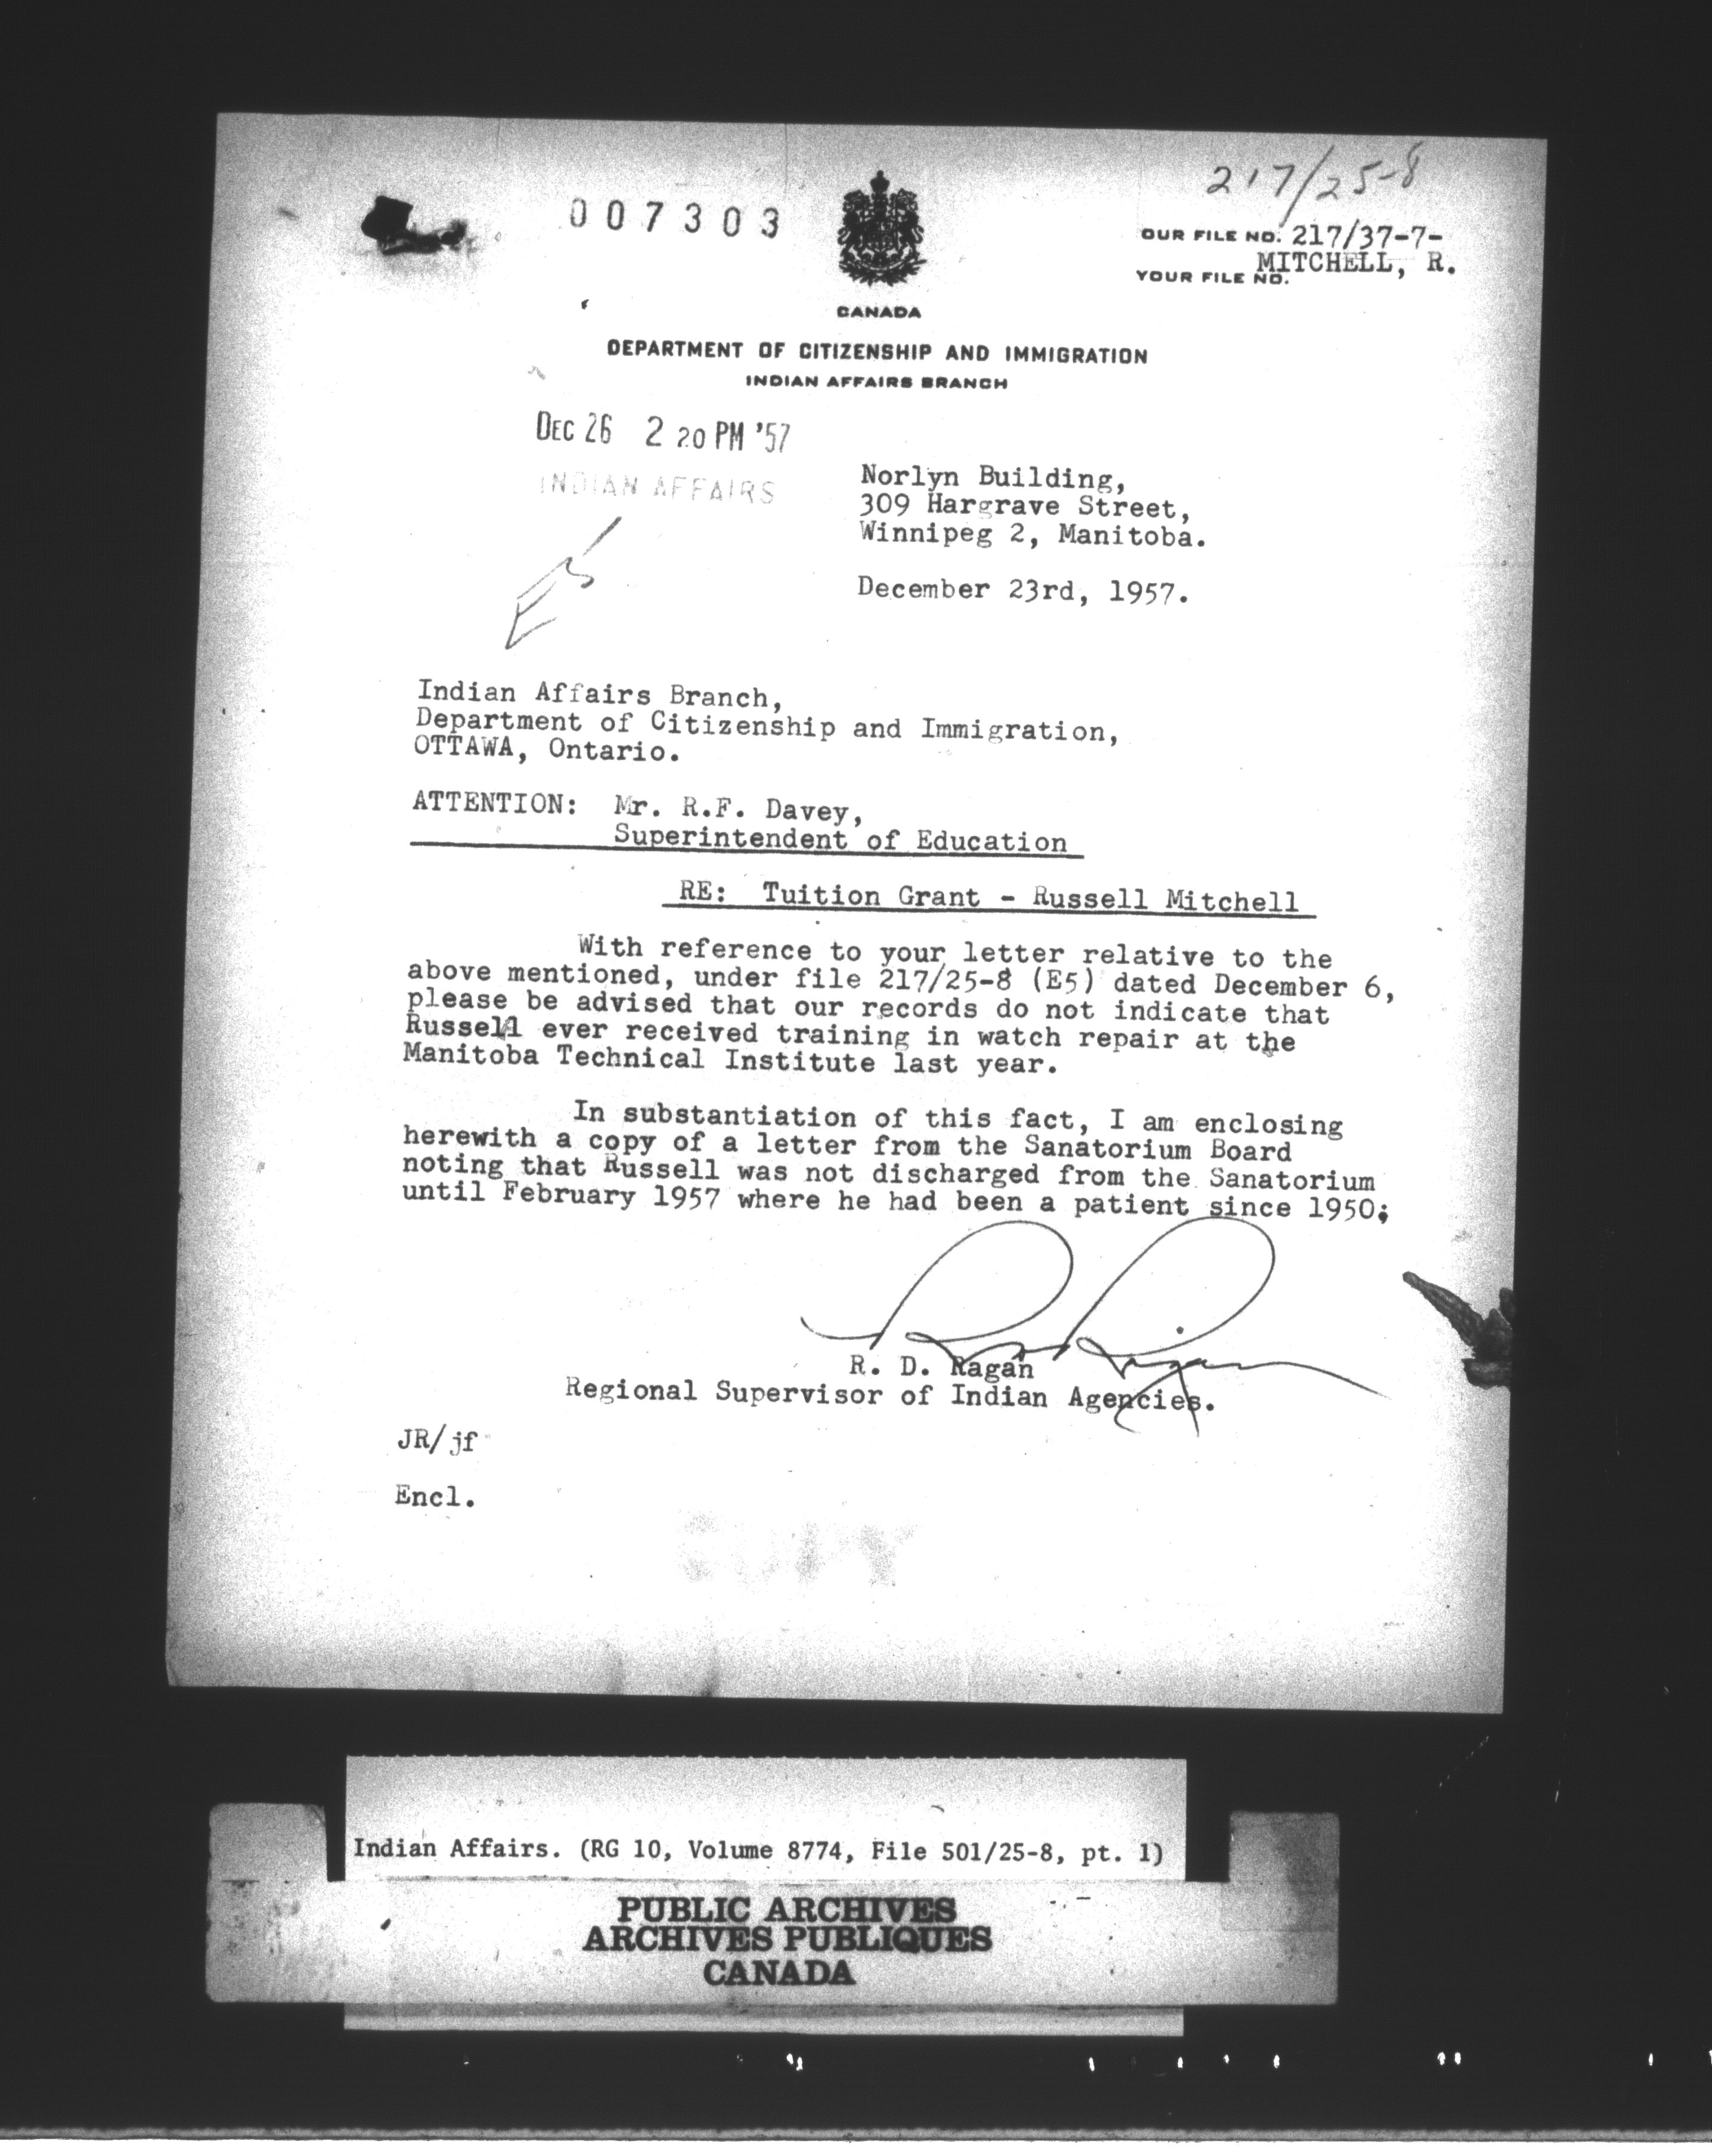 217/25-8
007303
OUR FILE NO. 217/37-7-
MITCHELL, R.
YOUR FILE NO.
CANADA
DEPARTMENT OF CITIZENSHIP AND IMMIGRATION
INDIAN AFFAIRS BRANCH
DEC 26 2 20 PM '57
INDIAN AFFAIRS
Norlyn Building,
309 Hargrave Street,
Winnipeg 2, Manitoba.
December 23rd, 1957.
Indian Affairs Branch,
Department of Citizenship and Immigration,
OTTAWA, Ontario.
ATTENTION: Mr. R.F. Davey,
Superintendent of Education
RE: Tuition Grant - Russell Mitchell
With reference to your letter relative to the
above mentioned, under file 217/25-8 (E5) dated December 6,
please be advised that our records do not indicate that
Russell ever received training in watch repair at the
Manitoba Technical Institute last year.
In substantiation of this fact, I am enclosing
herewith a copy of a letter from the Sanatorium Board
noting that Russell was not discharged from the Sanatorium
until February 1957 where he had been a patient since 1950;
R. D. Ragan
Regional Supervisor of Indian Agencies.
JR/jf
Encl.
COPY
Indian Affairs. (RG 10, Volume 8774, File 501/25-8, pt. 1)
PUBLIC ARCHIVES
ARCHIVES PUBLIQUES
CANADA